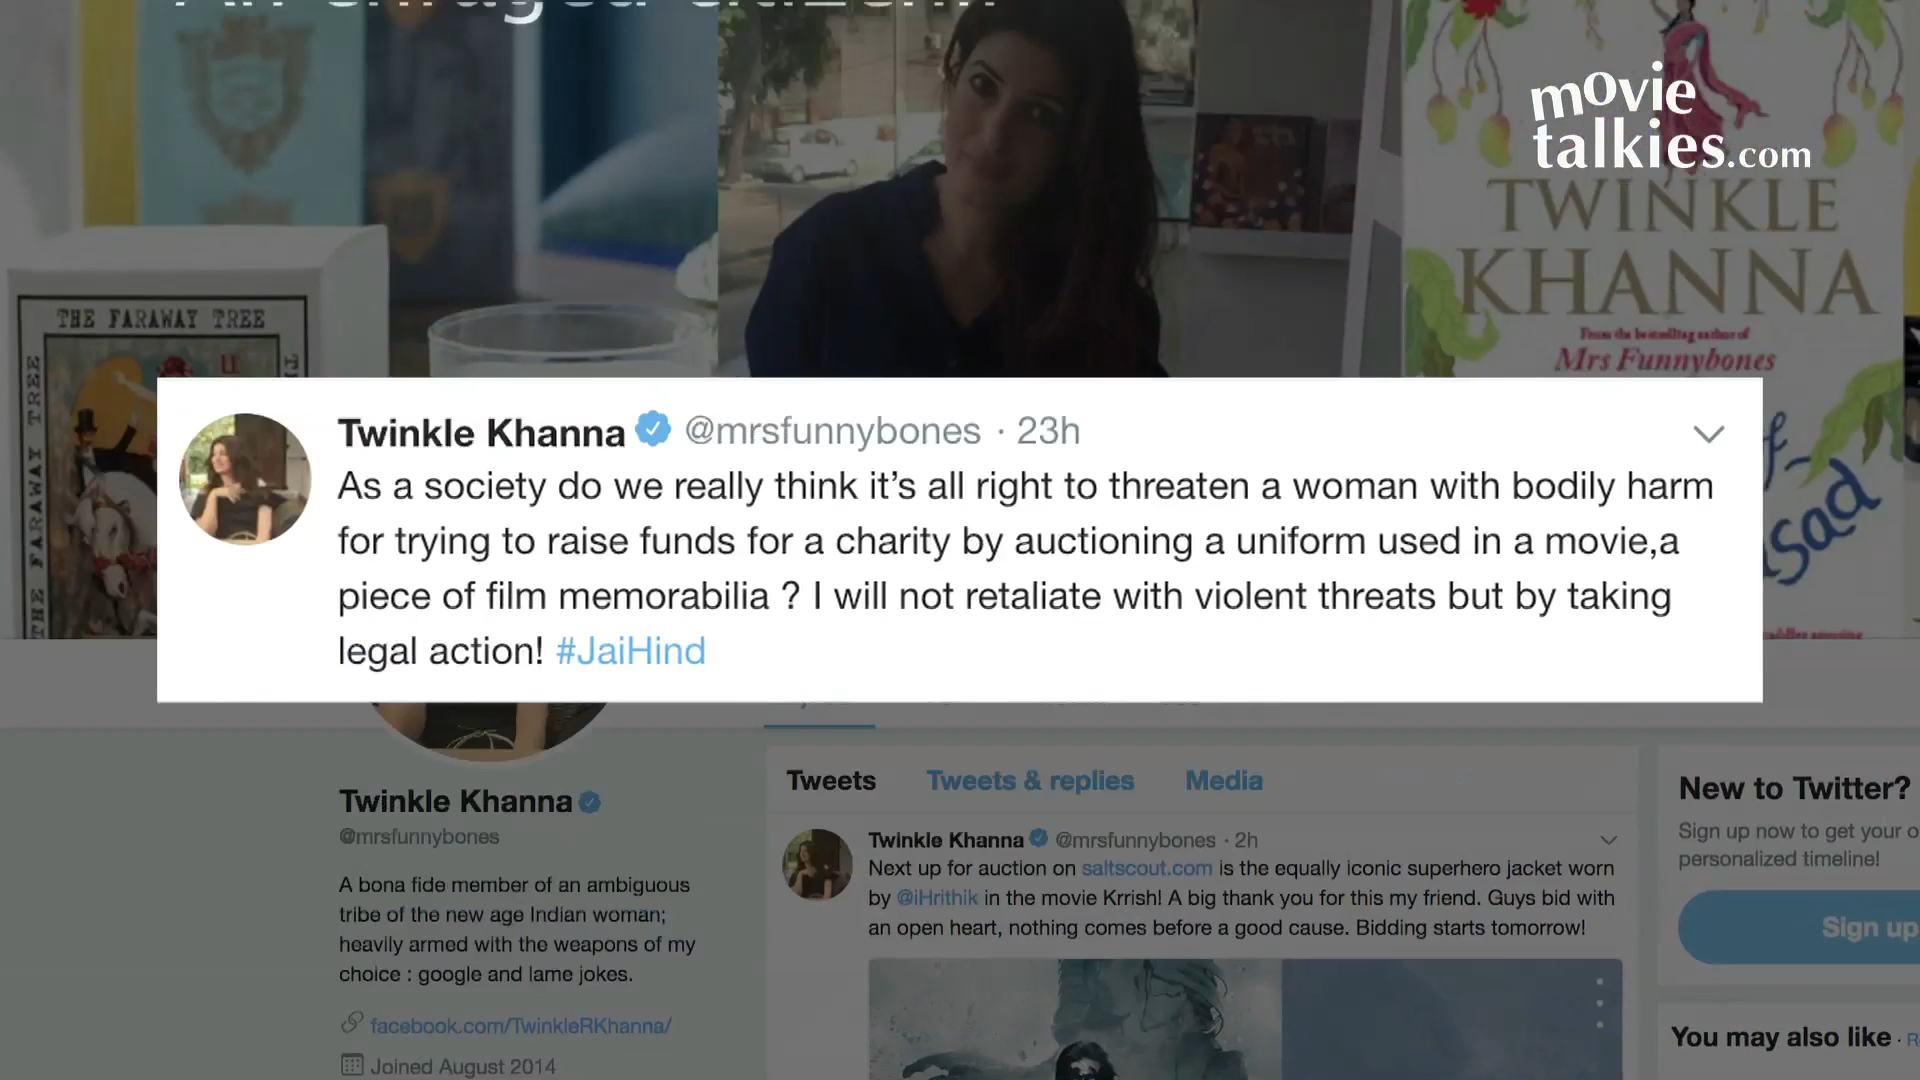 movie
talkies.com
TWINKLE
KHANNA
From the bestselling author of
Mrs Funnybones
THE FARAWAY TREE
THE FARAWAY TREE
Twinkle Khanna @mrsfunnybones · 23h
As a society do we really think it’s all right to threaten a woman with bodily harm
for trying to raise funds for a charity by auctioning a uniform used in a movie,a
piece of film memorabilia ? I will not retaliate with violent threats but by taking
legal action! #JaiHind
Twinkle Khanna
@mrsfunnybones
A bona fide member of an ambiguous
tribe of the new age Indian woman;
heavily armed with the weapons of my
choice : google and lame jokes.
facebook.com/TwinkleRKhanna/
Joined August 2014
Tweets Tweets & replies Media
Twinkle Khanna @mrsfunnybones · 2h
Next up for auction on saltscout.com is the equally iconic superhero jacket worn
by @iHrithik in the movie Krrish! A big thank you for this my friend. Guys bid with
an open heart, nothing comes before a good cause. Bidding starts tomorrow!
New to Twitter?
Sign up now to get your o
personalized timeline!
Sign up
You may also like · R